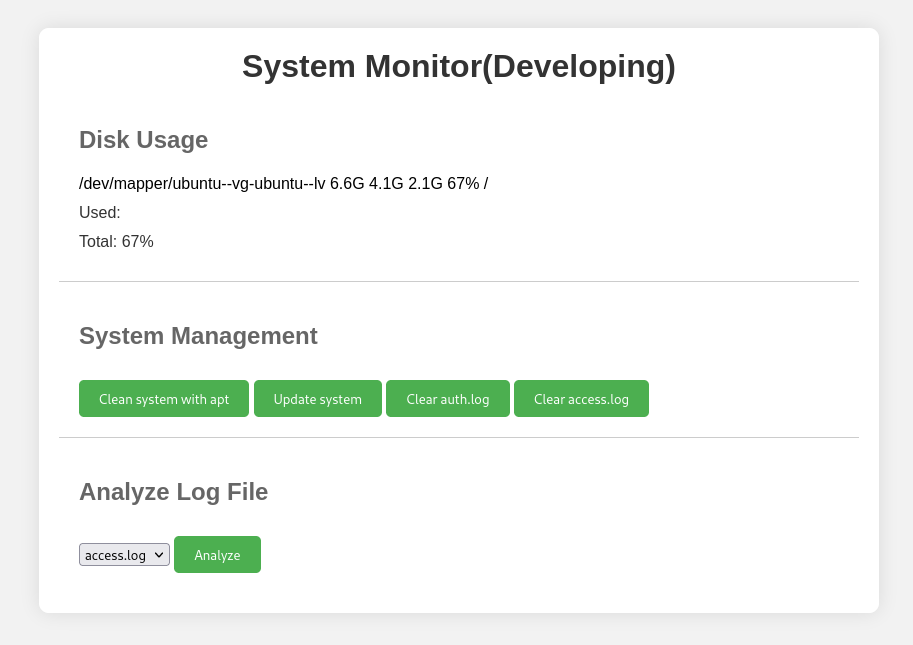 System Monitor(Developing)
Disk Usage
/dev/mapper/ubuntu--vg-ubuntu--lv 6.6G 4.1G 2.1G 67% /
Used:
Total: 67%
System Management
Clean system with apt Update system Clear auth.log Clear access.log
Analyze Log File
access.log Analyze